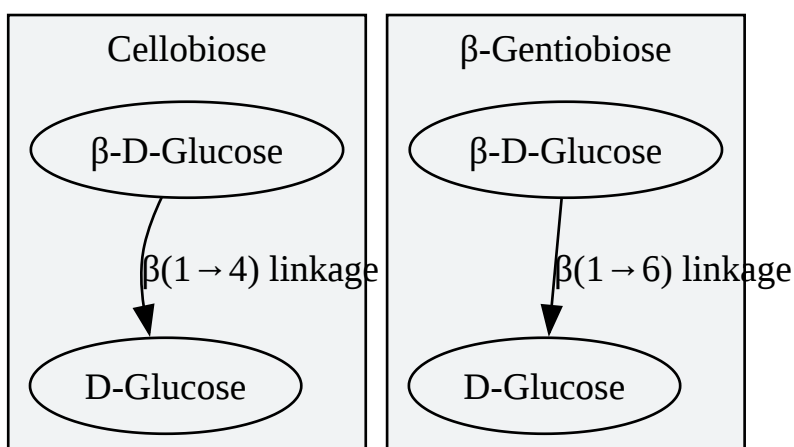 Cellobiose
β-D-Glucose
β(1→4) linkage
D-Glucose
β-Gentiobiose
β-D-Glucose
β(1→6) linkage
D-Glucose